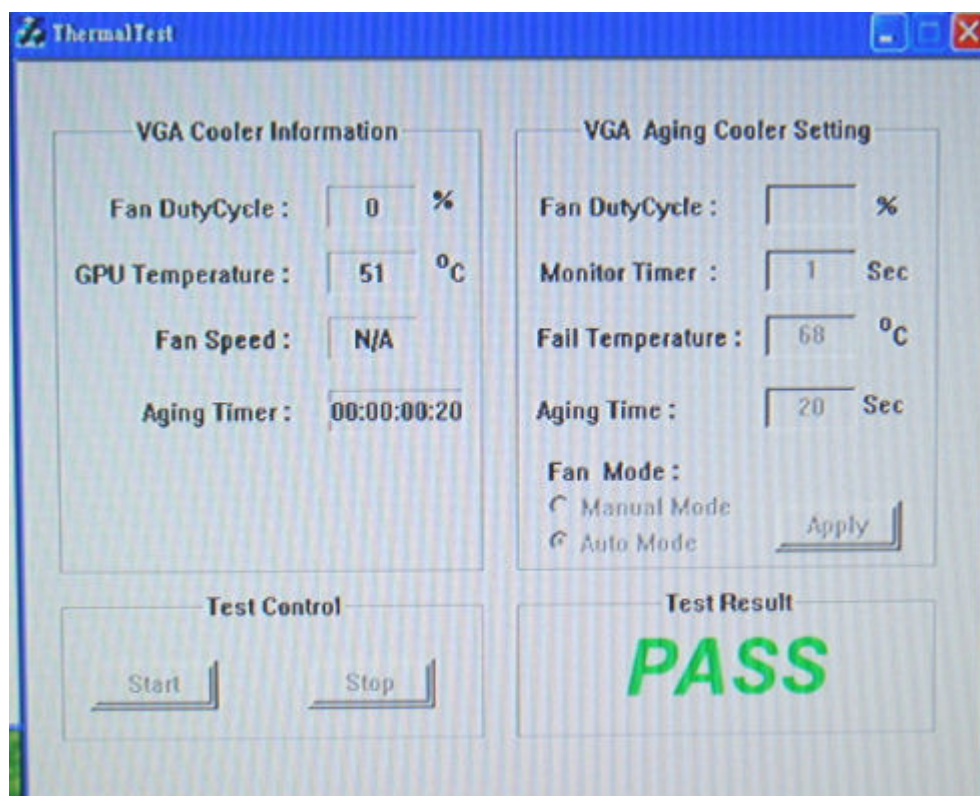 ThermalTest
VGA Cooler Information
Fan DutyCycle : 0 %
GPU Temperature : 51 °C
Fan Speed : N/A
Aging Timer : 00:00:00:20
VGA Aging Cooler Setting
Fan DutyCycle : %
Monitor Timer : 1 Sec
Fail Temperature : 68 °C
Aging Time : 20 Sec
Fan Mode :
Manual Mode
Auto Mode
Apply
Test Control
Start Stop
Test Result
PASS